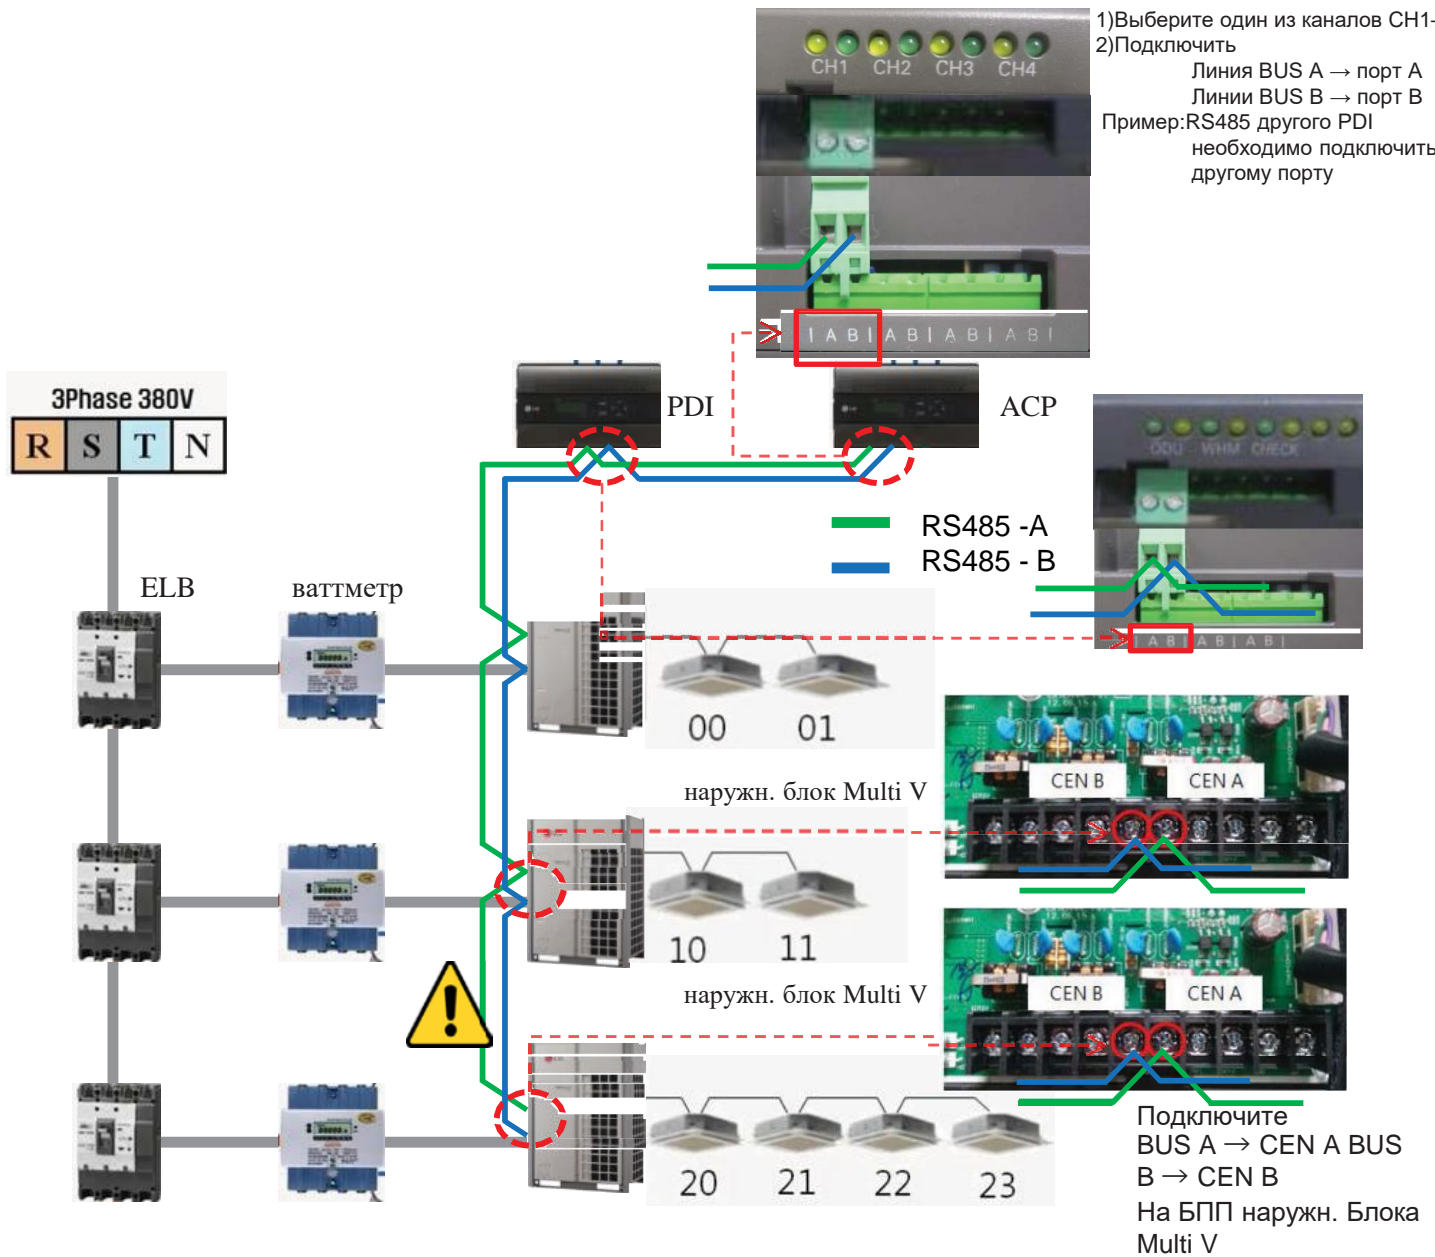 1)Выберите один из каналов CH1-
2)Подключить
Линия BUS A → порт A
Линии BUS B → порт B
Пример:RS485 другого PDI
необходимо подключить
другому порту
CH1 CH2 CH3 CH4
| A B | A B | A B | A B |
3Phase 380V
R S T N
PDI
ACP
ODU WHM CHECK
RS485 -A
RS485 - B
ELB
ваттметр
| A B | A B | A B |
00 01
наружн. блок Multi V
CEN B CEN A
10 11
наружн. блок Multi V
CEN B CEN A
20 21 22 23
Подключите
BUS A → CEN A BUS
B → CEN B
На БПП наружн. Блока
Multi V